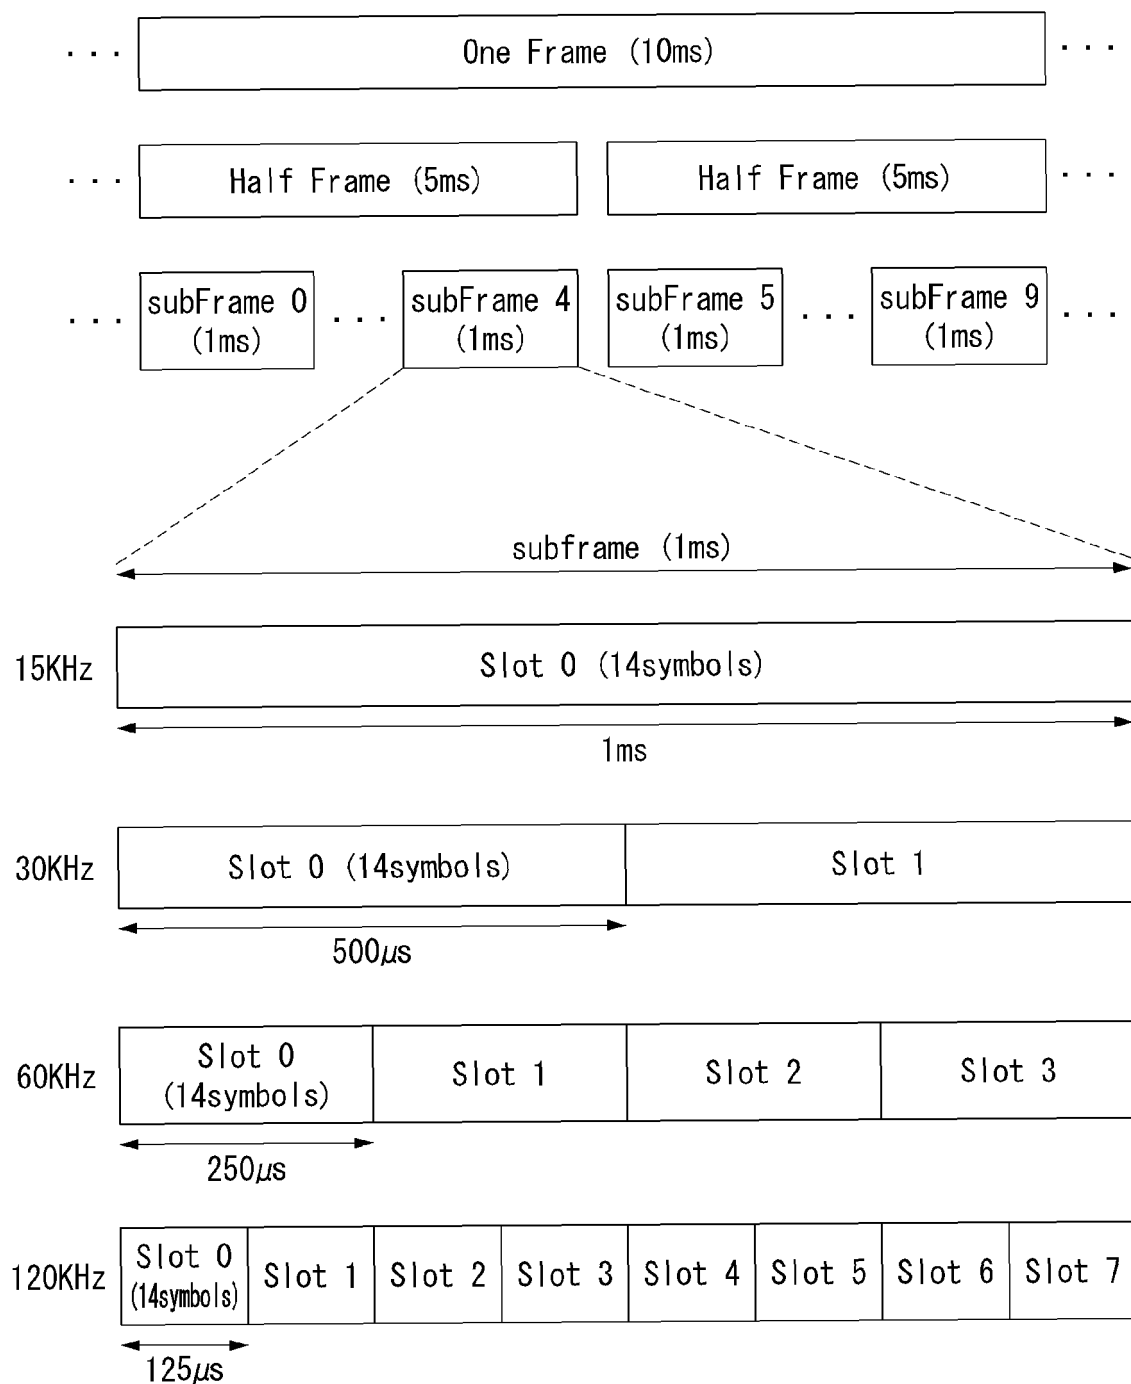 ... One Frame (10ms) ...
... Half Frame (5ms) Half Frame (5ms) ...
... subFrame 0 ... subFrame 4 subFrame 5 ... subFrame 9 ...
(1ms) (1ms) (1ms) (1ms)
subframe (1ms)
15KHz Slot 0 (14symbols)
1ms
30KHz Slot 0 (14symbols) Slot 1
500μs
60KHz Slot 0 Slot 1 Slot 2 Slot 3
(14symbols)
250μs
120KHz Slot 0 Slot 1 Slot 2 Slot 3 Slot 4 Slot 5 Slot 6 Slot 7
(14symbols)
125μs